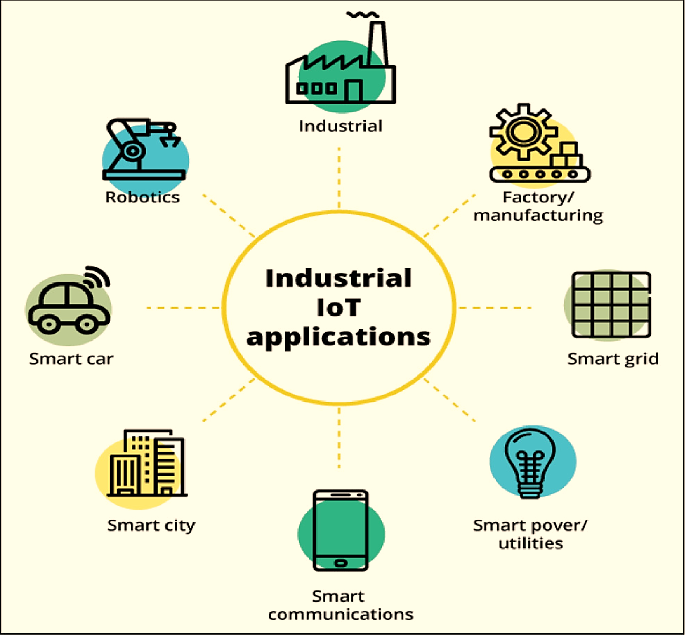 Industrial
Robotics
Factory/
manufacturing
Industrial
IoT
applications
Smart car
Smart grid
Smart city
Smart pover/
utilities
Smart
communications